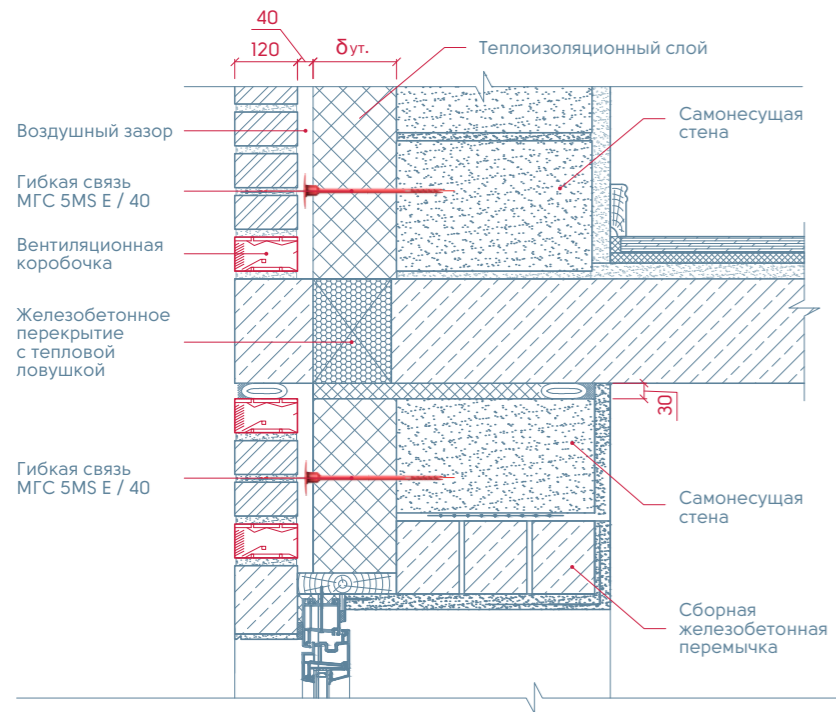 40
120
δут.
Теплоизоляционный слой
Воздушный зазор
Самонесущая
стена
Гибкая связь
МГС 5MS E / 40
Вентиляционная
коробочка
Железобетонное
перекрытие
с тепловой
ловушкой
30
Гибкая связь
МГС 5MS E / 40
Самонесущая
стена
Сборная
железобетонная
перемычка